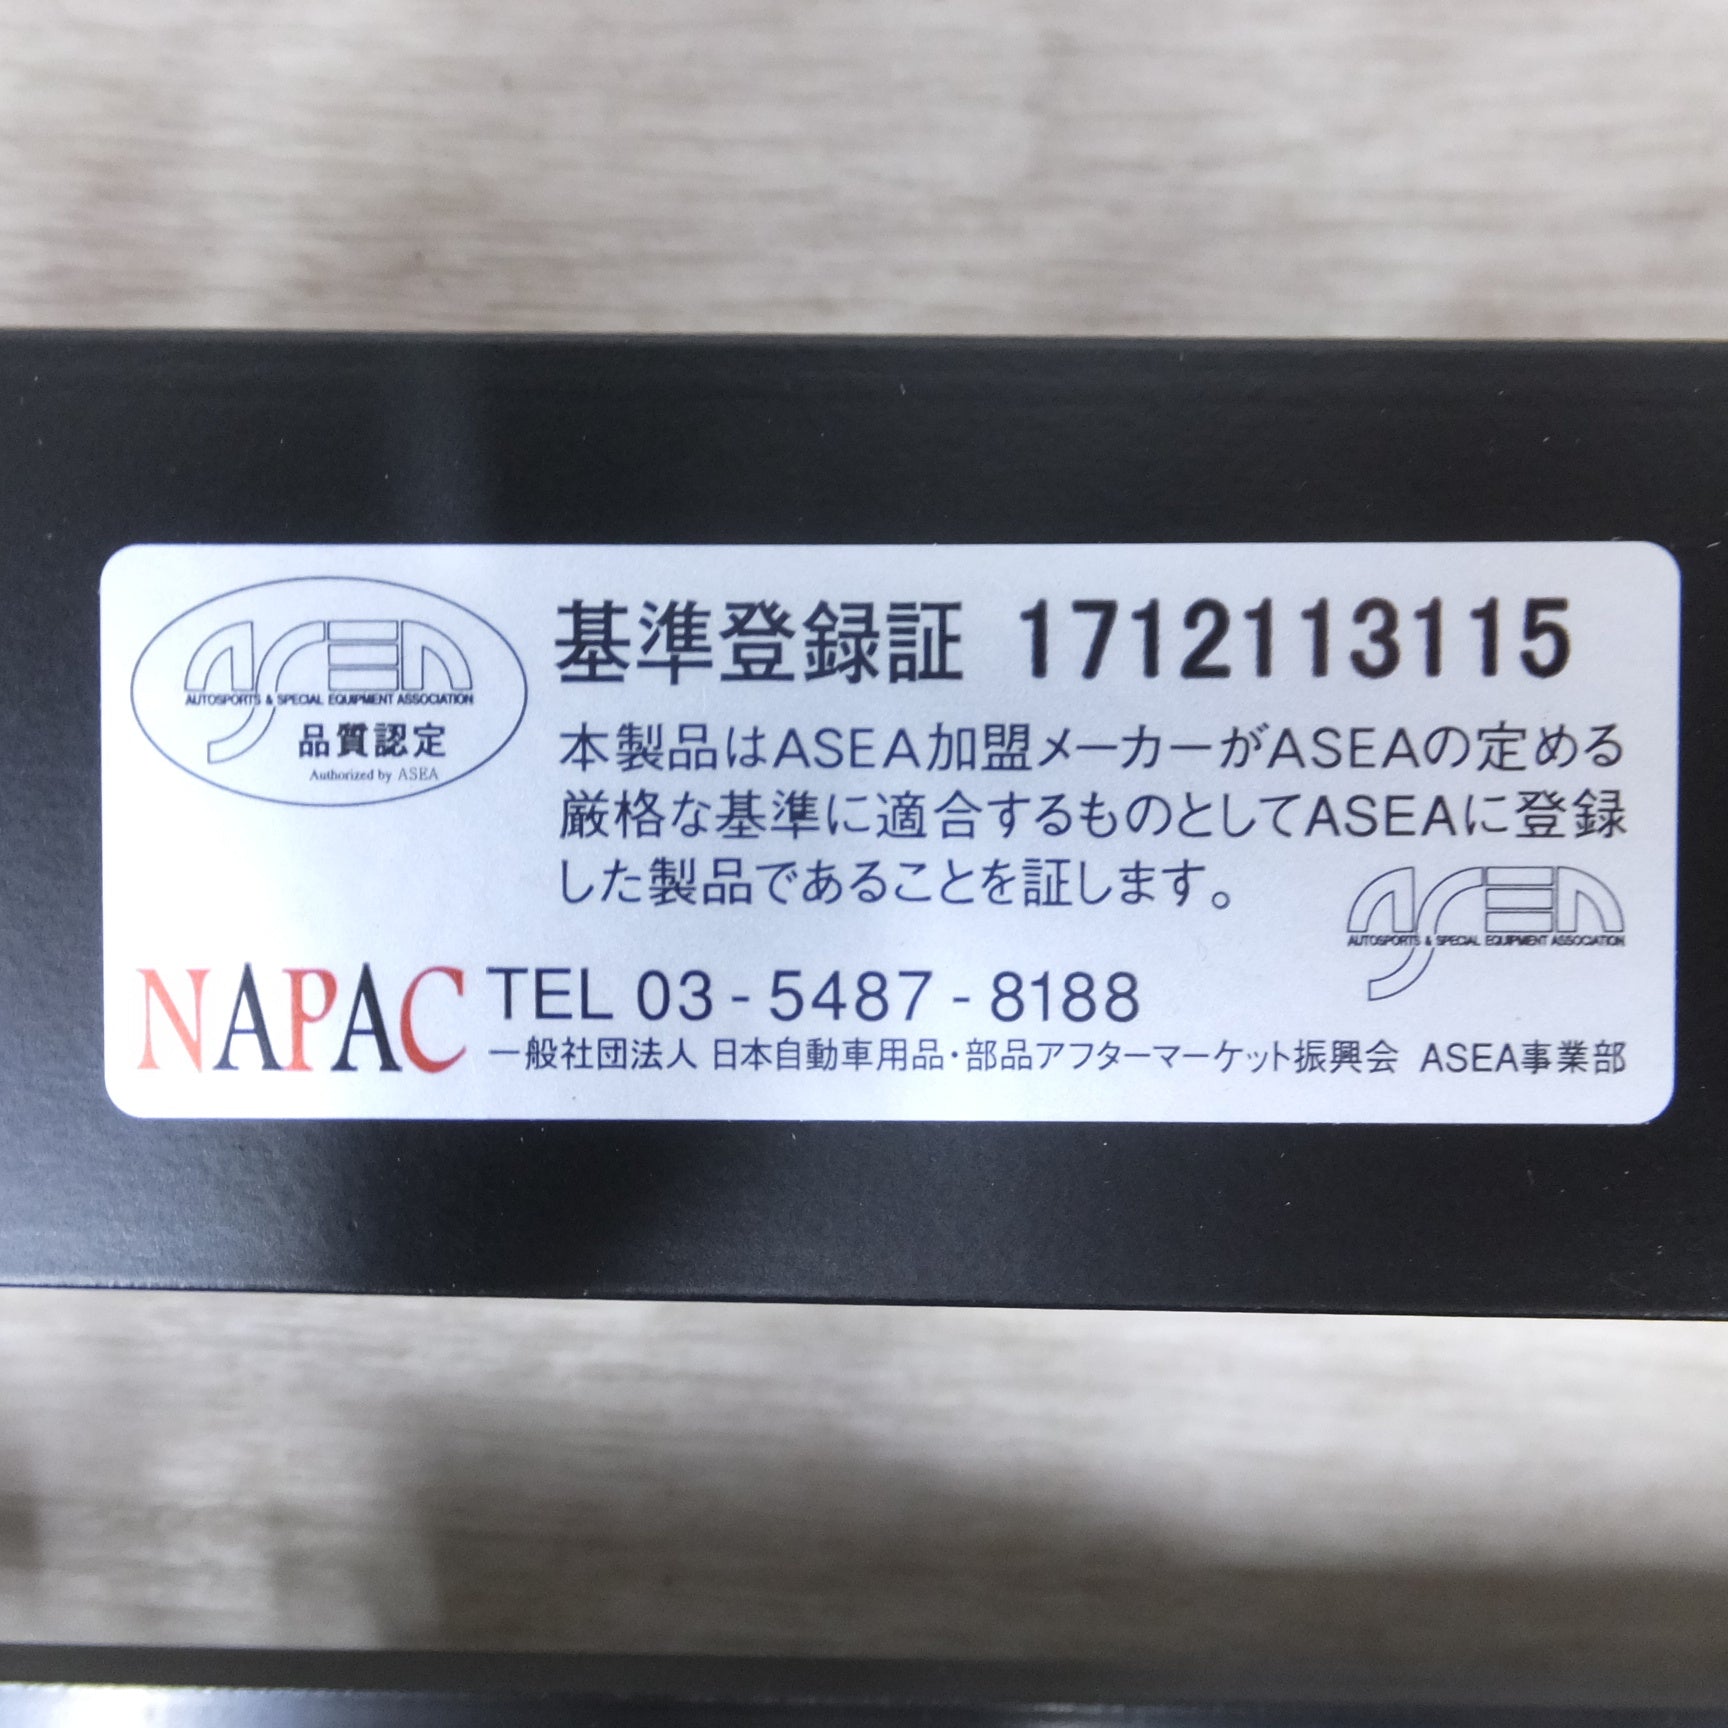 ASEA
AUTOSPORTS & SPECIAL EQUIPMENT ASSOCIATION
品質認定
Authorized by ASEA
基準登録証 1712113115
本製品はASEA加盟メーカーがASEAの定める
厳格な基準に適合するものとしてASEAに登録
した製品であることを証します。
ASEA
AUTOSPORTS & SPECIAL EQUIPMENT ASSOCIATION
NAPAC TEL 03-5487-8188
一般社団法人 日本自動車用品・部品アフターマーケット振興会 ASEA事業部